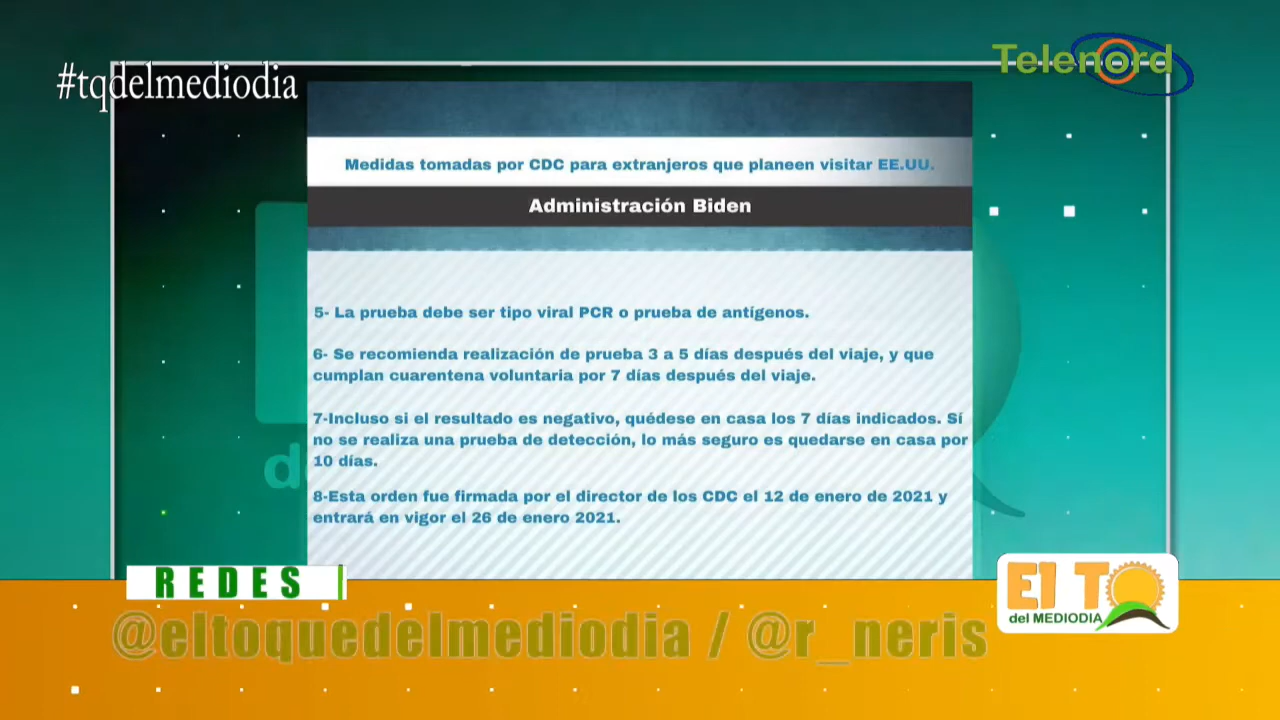 #tqdelmediodia
Telenord
Medidas tomadas por CDC para extranjeros que planeen visitar EE.UU.
Administración Biden
5- La prueba debe ser tipo viral PCR o prueba de antígenos.
6- Se recomienda realización de prueba 3 a 5 días después del viaje, y que
cumplan cuarentena voluntaria por 7 días después del viaje.
7-Incluso si el resultado es negativo, quédese en casa los 7 días indicados. Sí
no se realiza una prueba de detección, lo más seguro es quedarse en casa por
10 días.
8-Esta orden fue firmada por el director de los CDC el 12 de enero de 2021 y
entrará en vigor el 26 de enero 2021.
REDES
@eltoquedelmediodia / @r_neris
El T
del MEDIODIA